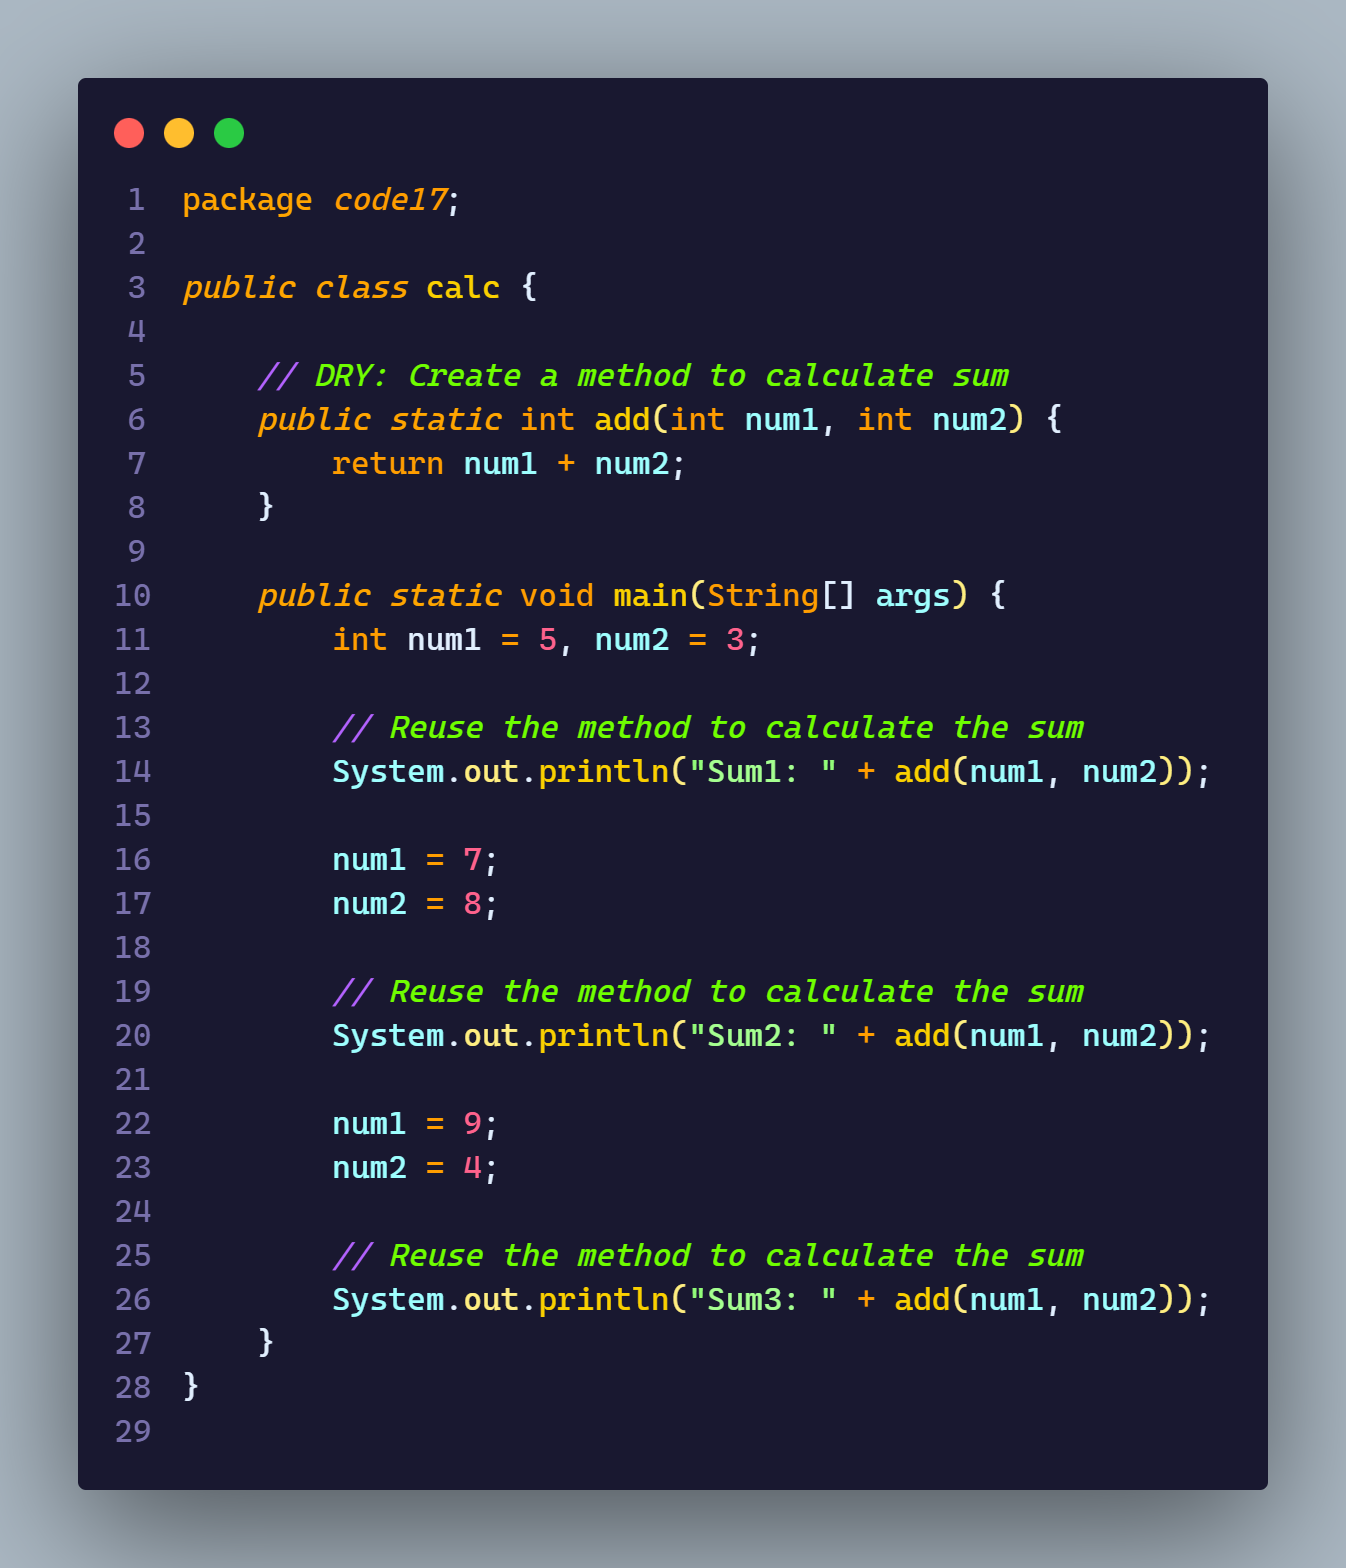 1 package code17;
2
3 public class calc {
4
5     // DRY: Create a method to calculate sum
6     public static int add(int num1, int num2) {
7         return num1 + num2;
8     }
9
10     public static void main(String[] args) {
11         int num1 = 5, num2 = 3;
12
13         // Reuse the method to calculate the sum
14         System.out.println("Sum1: " + add(num1, num2));
15
16         num1 = 7;
17         num2 = 8;
18
19         // Reuse the method to calculate the sum
20         System.out.println("Sum2: " + add(num1, num2));
21
22         num1 = 9;
23         num2 = 4;
24
25         // Reuse the method to calculate the sum
26         System.out.println("Sum3: " + add(num1, num2));
27     }
28 }
29